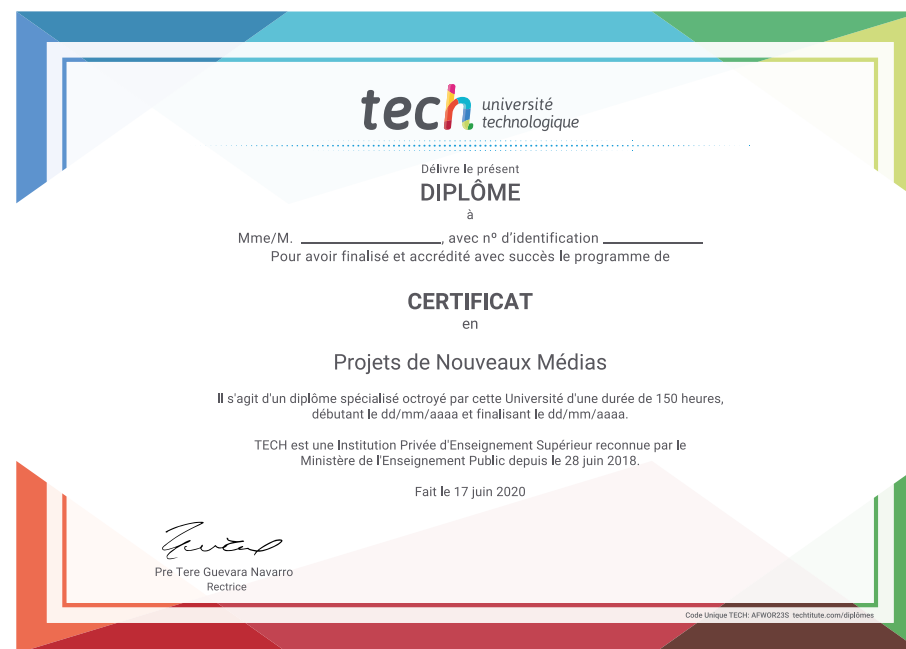 tech université
technologique
Délivre le présent
DIPLÔME
à
Mme/M. ____________________, avec nº d'identification ______________
Pour avoir finalisé et accrédité avec succès le programme de
CERTIFICAT
en
Projets de Nouveaux Médias
Il s'agit d'un diplôme spécialisé octroyé par cette Université d'une durée de 150 heures,
débutant le dd/mm/aaaa et finalisant le dd/mm/aaaa.
TECH est une Institution Privée d'Enseignement Supérieur reconnue par le
Ministère de l'Enseignement Public depuis le 28 juin 2018.
Fait le 17 juin 2020
Pre Tere Guevara Navarro
Rectrice
Code Unique TECH: AFWOR23S techtitute.com/diplômes